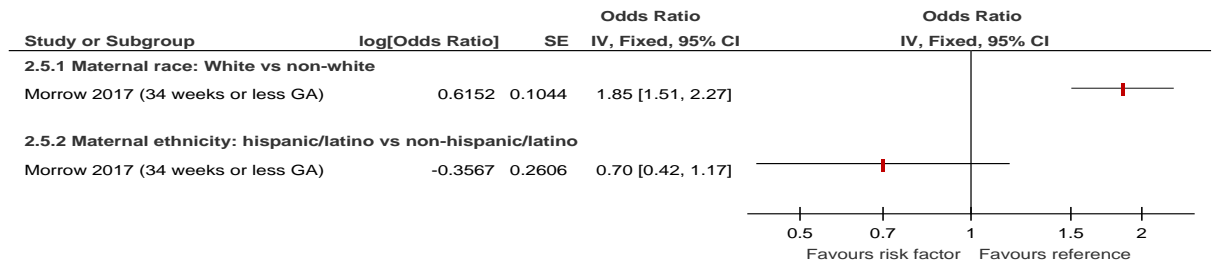 Odds Ratio Odds Ratio
Study or Subgroup log[Odds Ratio] SE IV, Fixed, 95% CI IV, Fixed, 95% CI
2.5.1 Maternal race: White vs non-white
Morrow 2017 (34 weeks or less GA) 0.6152 0.1044 1.85 [1.51, 2.27]
2.5.2 Maternal ethnicity: hispanic/latino vs non-hispanic/latino
Morrow 2017 (34 weeks or less GA) -0.3567 0.2606 0.70 [0.42, 1.17]
0.5 0.7 1 1.5 2
Favours risk factor Favours reference